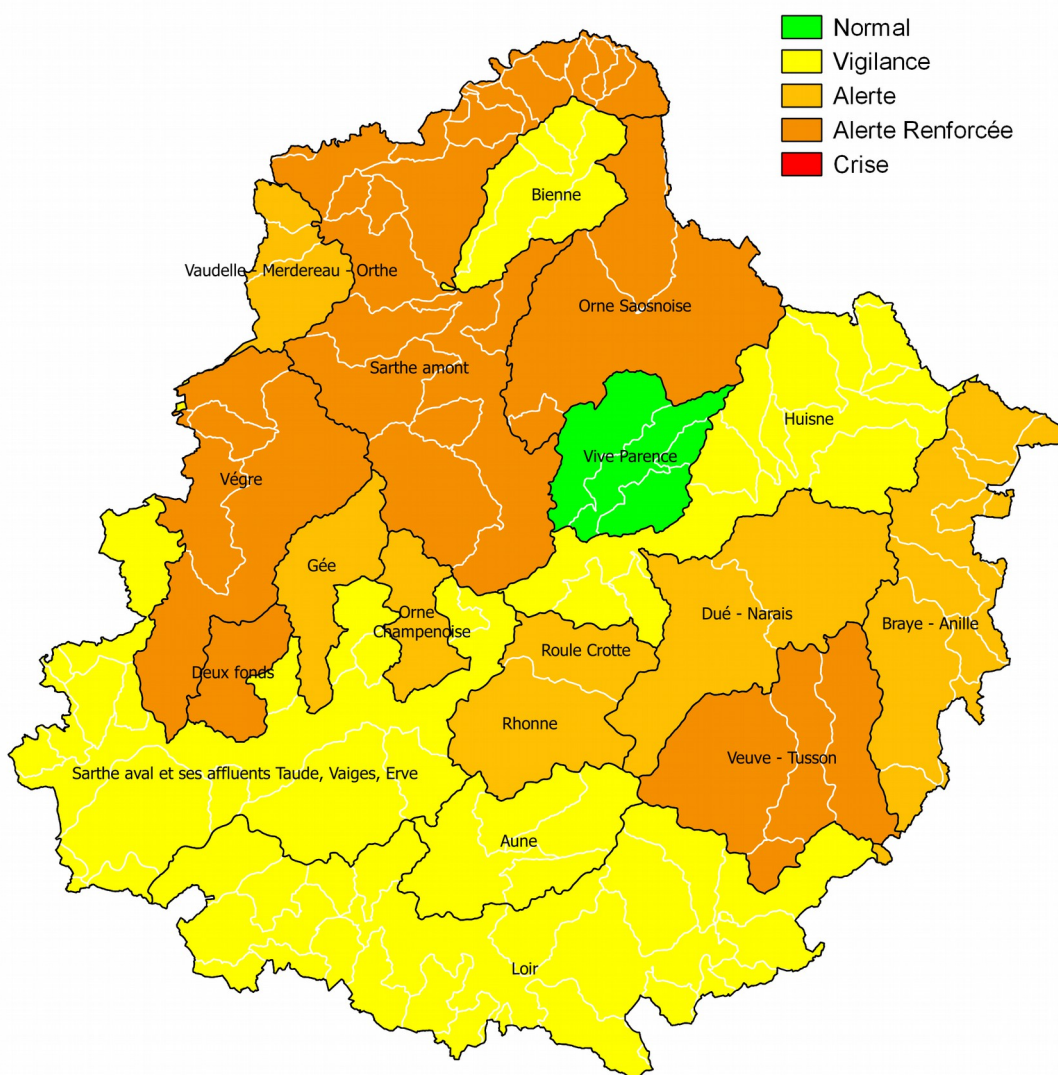 Normal
Vigilance
Alerte
Alerte Renforcée
Crise
Bienne
Vaudelle - Merdereau - Orthe
Orne Saosnoise
Sarthe amont
Huisne
Vive Parence
Végre
Gée
Orne
Champenoise
Dué - Narais
Braye - Anille
Roule Crotte
Deux fonds
Rhonne
Veuve - Tusson
Sarthe aval et ses affluents Taude, Vaiges, Erve
Aune
Loir